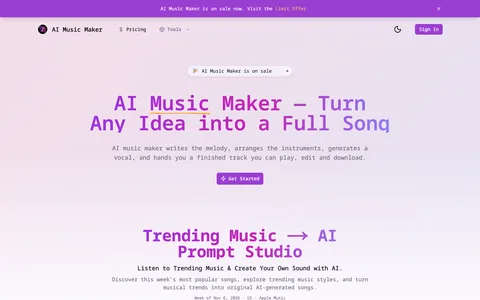 AI Music Maker is on sale now. Visit the Limit Offer
AI Music Maker
Pricing
Tools
Sign In
AI Music Maker is on sale
AI Music Maker — Turn
Any Idea into a Full Song
AI music maker writes the melody, arranges the instruments, generates a
vocal, and hands you a finished track you can play, edit and download.
Get Started
Trending Music ⟶ AI
Prompt Studio
Listen to Trending Music & Create Your Own Sound with AI.
Discover this week's most popular songs, explore trending music styles, and turn
musical trends into original AI-generated songs.
Week of Nov 6, 2026 · US · Apple Music